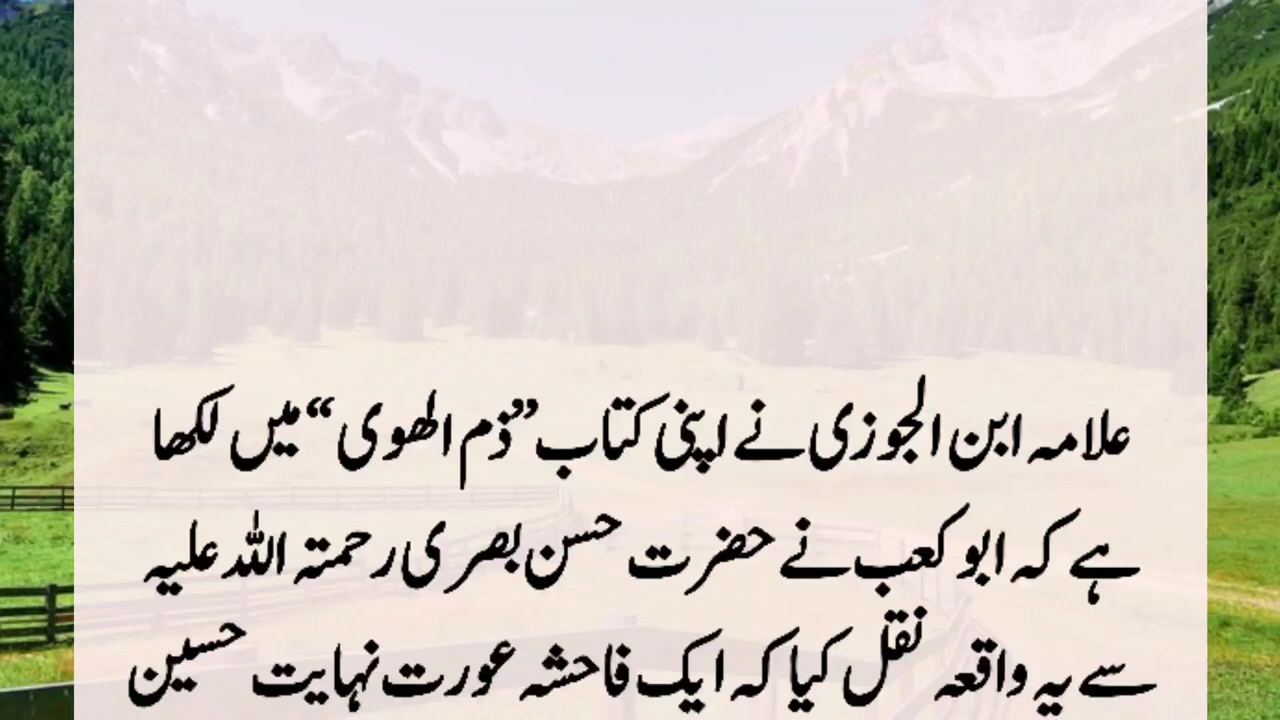 علامہ ابن الجوزی نے اپنی کتاب ”ذم الھوی“ میں لکھا
ہے کہ ابو کعب نے حضرت حسن بصری رحمتہ اللہ علیہ
سے یہ واقعہ نقل کیا کہ ایک فاحشہ عورت نہایت حسین